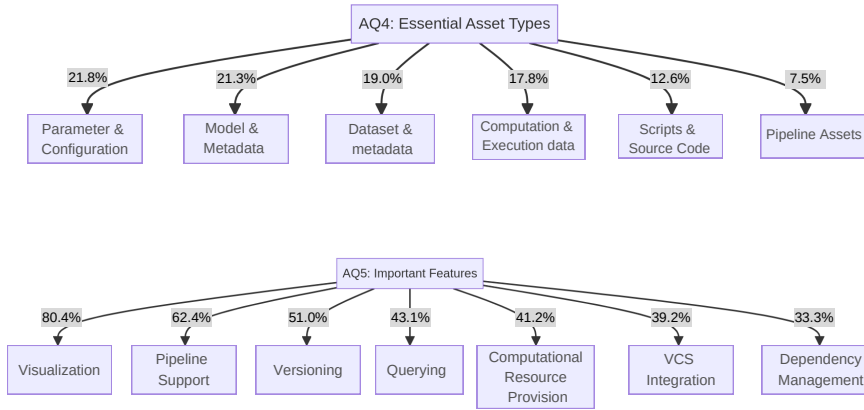 AQ4: Essential Asset Types
21.8%
21.3%
19.0%
17.8%
12.6%
7.5%
Parameter &
Configuration
Model &
Metadata
Dataset &
metadata
Computation &
Execution data
Scripts &
Source Code
Pipeline Assets
AQ5: Important Features
80.4%
62.4%
51.0%
43.1%
41.2%
39.2%
33.3%
Visualization
Pipeline
Support
Versioning
Querying
Computational
Resource
Provision
VCS
Integration
Dependency
Management